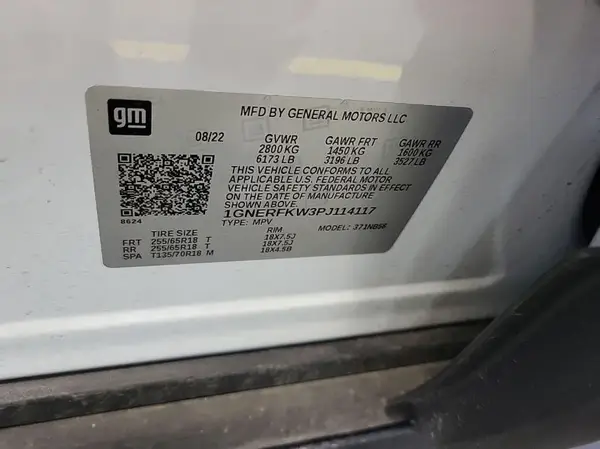 gm
MFD BY GENERAL MOTORS LLC
08/22 GVWR GAWR FRT GAWR RR
2800 KG 1450 KG 1600 KG
6173 LB 3196 LB 3527 LB
THIS VEHICLE CONFORMS TO ALL
APPLICABLE U.S. FEDERAL MOTOR
VEHICLE SAFETY STANDARDS IN EFFECT
ON THE DATE OF MANUFACTURE
SHOWN ABOVE.
8624 1GNERFKW3PJ114117
TYPE: MPV MODEL: 371NB56
TIRE SIZE RIM
FRT 255/65R18 T 18X7.5J
RR 255/65R18 T 18X7.5J
SPA T135/70R18 M 18X4.5B